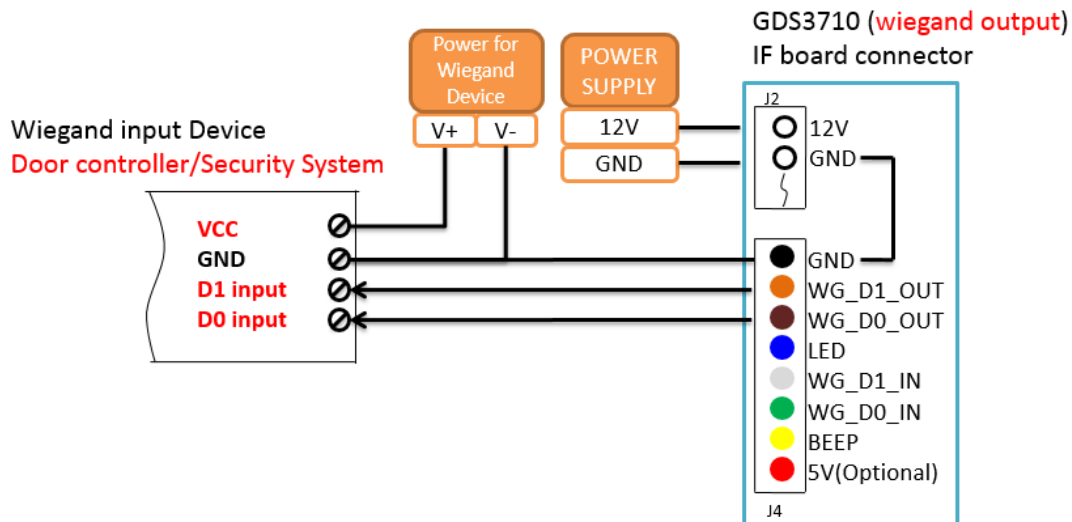 GDS3710 (wiegand output)
IF board connector
Power for
Wiegand
Device
V+
V-
POWER
SUPPLY
12V
GND
Wiegand input Device
Door controller/Security System
VCC
GND
D1 input
D0 input
J2
12V
GND
GND
WG_D1_OUT
WG_D0_OUT
LED
WG_D1_IN
WG_D0_IN
BEEP
5V(Optional)
J4